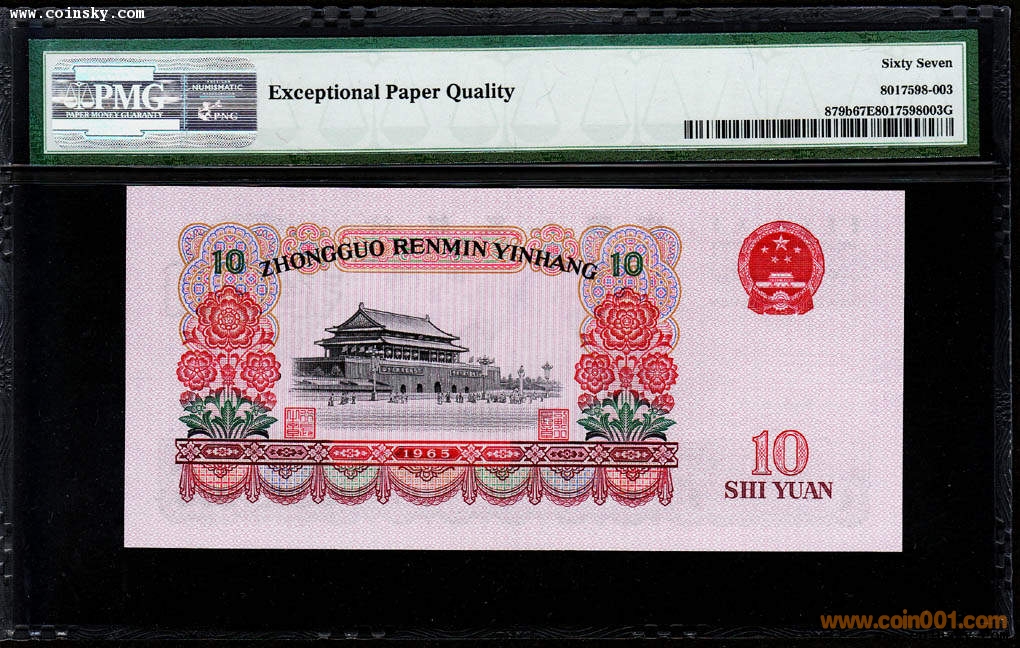 www.coinsky.com
PMG
PAPER MONEY GUARANTY
NUMISMATIC
PNG
Exceptional Paper Quality
Sixty Seven
8017598-003
879b67E8017598003G
10 ZHONGGUO RENMIN YINHANG 10
1965
10
SHI YUAN
www.coin001.com